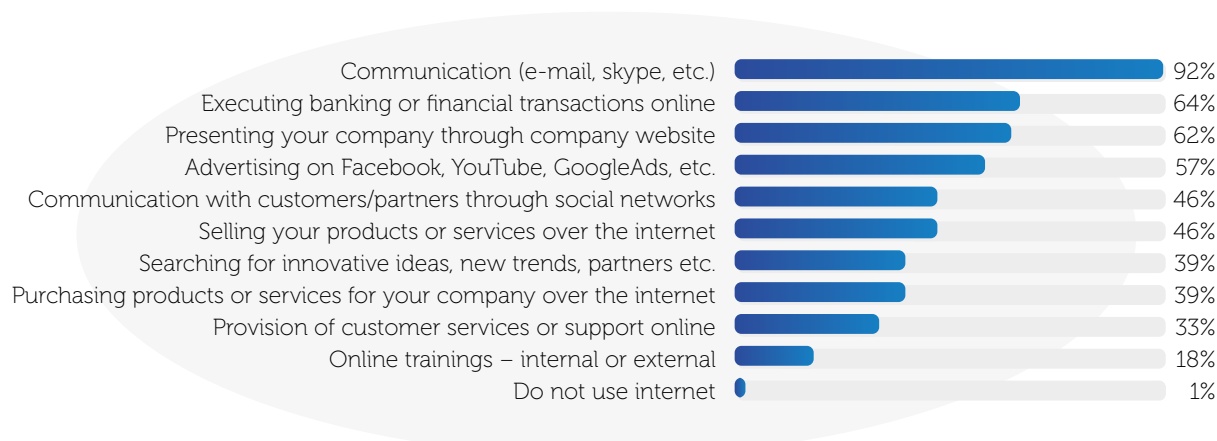 Communication (e-mail, skype, etc.) 92%
Executing banking or financial transactions online 64%
Presenting your company through company website 62%
Advertising on Facebook, YouTube, GoogleAds, etc. 57%
Communication with customers/partners through social networks 46%
Selling your products or services over the internet 46%
Searching for innovative ideas, new trends, partners etc. 39%
Purchasing products or services for your company over the internet 39%
Provision of customer services or support online 33%
Online trainings – internal or external 18%
Do not use internet 1%